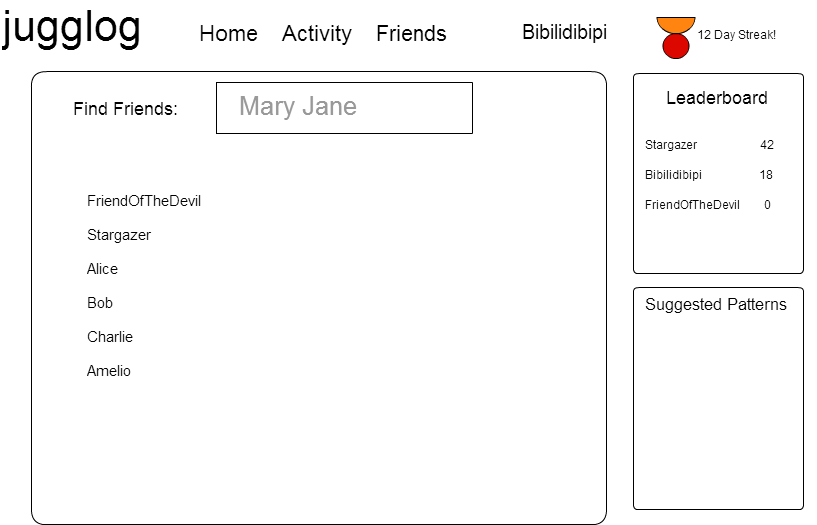 jugglog
Home Activity Friends
Bibilidibipi
12 Day Streak!
Find Friends:
Mary Jane
FriendOfTheDevil
Stargazer
Alice
Bob
Charlie
Amelio
Leaderboard
Stargazer 42
Bibilidibipi 18
FriendOfTheDevil 0
Suggested Patterns